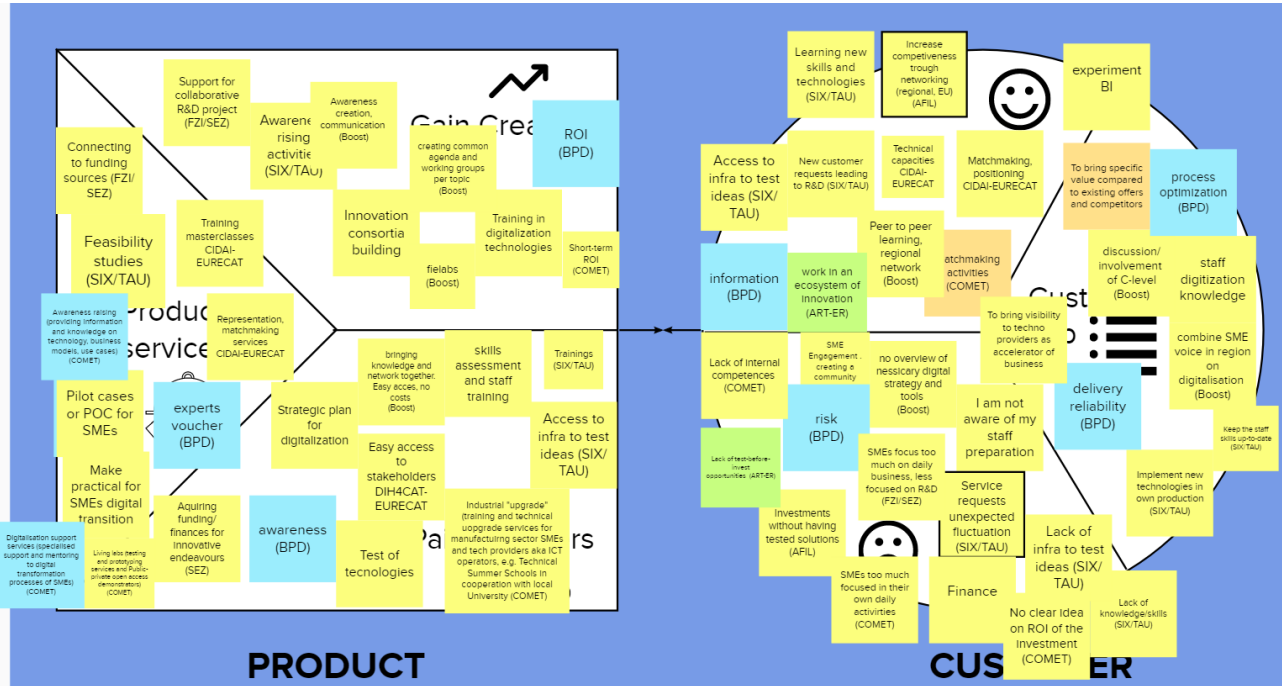 Support for
collaborative
R&D project
(FZI/SEZ)
Awarene
rising
activitie
(SIX/TAU)
Awareness
creation,
communication
(Boost)
Gain Crea
ROI
(BPD)
Connecting
to funding
sources (FZI/
SEZ)
creating common
agenda and
working groups
per topic
(Boost)
Training
masterclasses
CIDAI-
EURECAT
Innovation
consortia
building
Training in
digitalization
technologies
Feasibility
studies
(SIX/TAU)
fielabs
(Boost)
Short-term
ROI
(COMET)
Awareness raising
(providing information
and knowledge on
technology, business
models, use cases)
(COMET)
Produc
service
Representation,
matchmaking
services
CIDAI-EURECAT
bringing
knowledge and
network together.
Easy acces, no
costs
(Boost)
skills
assessment
and staff
training
Trainings
(SIX/TAU)
Pilot cases
or POC for
SMEs
experts
voucher
(BPD)
Strategic plan
for
digitalization
Access to
infra to test
ideas (SIX/
TAU)
Easy access
to
stakeholders
DIH4CAT-
EURECAT
Make
practical for
SMEs digital
transition
Aquiring
funding/
finances for
innovative
endeavours
(SEZ)
awareness
(BPD)
Pa
rs
Test of
tecnologies
Industrial "upgrade"
(training and technical
uopgrade services for
manufactuirng sector SMEs
and tech providers aka ICT
operators, e.g. Technical
Summer Schools in
cooperation with local
University (COMET)
Digitalisation support
services (specialised
support and mentoring
to digital
transformation
processes of SMEs)
(COMET)
Living labs (testing
and prototyping
services and Public-
private open access
demonstrators)
(COMET)
PRODUCT
Learning new
skills and
technologies
(SIX/TAU)
Increase
competiveness
trough
networking
(regional, EU)
(AFIL)
experiment
BI
Access to
infra to test
ideas (SIX/
TAU)
New customer
requests leading
to R&D (SIX/TAU)
Technical
capacities
CIDAI-
EURECAT
Matchmaking,
positioning CIDAI-
EURECAT
To bring specific
value compared
to existing offers
and competitors
process
optimization
(BPD)
Peer to peer
learning,
regional
network
(Boost)
atchmaking
activities
(COMET)
discussion/
involvement
of C-level
(Boost)
staff
digitization
knowledge
information
(BPD)
work in an
ecosystem of
innovation
(ART-ER)
Cust
To bring visibility
to techno
providers as
accelerator of
business
combine SME
voice in region
on
digitalisation
(Boost)
Lack of internal
competences
(COMET)
SME
Engagement .
creating a
community
no overview of
nessicary digital
strategy and
tools
(Boost)
risk
(BPD)
I am not
aware of my
staff
preparation
delivery
reliability
(BPD)
Keep the staff
skills up-to-date
(SIX/TAU)
Lack of test-before-
invest
opportunities (ART-ER)
SMEs focus too
much on daily
business, less
focused on R&D
(FZI/SEZ)
Service
requests
unexpected
fluctuation
(SIX/TAU)
Implement new
technologies in
own production
(SIX/TAU)
Investments
without having
tested solutions
(AFIL)
Lack of
infra to test
ideas (SIX/
TAU)
SMEs too much
focused in their
own daily
activirties
(COMET)
Finance
No clear idea
on ROI of the
investment
(COMET)
Lack of
knowledge/skills
(SIX/TAU)
CUS
ER